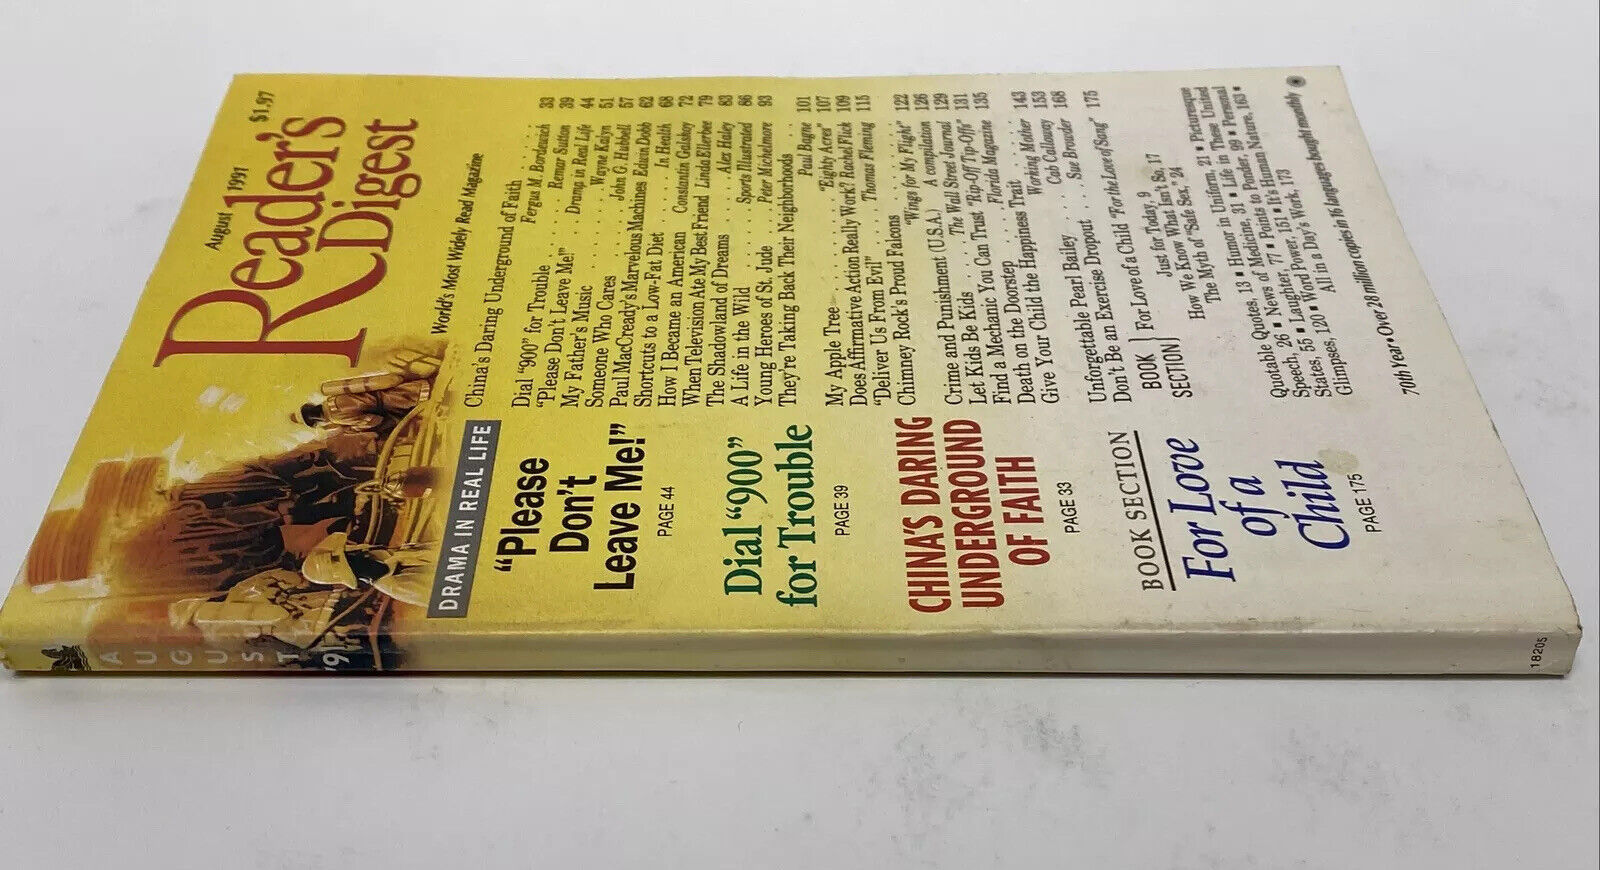 August 1991 $1.97
Reader's
Digest
World's Most Widely Read Magazine
DRAMA IN REAL LIFE
"Please
Don't
Leave Me!"
PAGE 44
Dial "900"
for Trouble
PAGE 39
CHINA'S DARING
UNDERGROUND
OF FAITH
PAGE 33
BOOK SECTION
For Love
of a
Child
PAGE 175
China's Daring Underground of Faith
Fergus M. Bordewich 33
Dial "900" for Trouble Remar Sutton 39
"Please Don't Leave Me!" Drama in Real Life 44
My Father's Music Wayne Kalyn 51
Someone Who Cares John G. Hubbell 57
Paul MacCready's Marvelous Machines Edwin Dobb 62
Shortcuts to a Low-Fat Diet In Health 68
How I Became an American Constantin Galskoy 72
When Television Ate My Best Friend Linda Ellerbee 79
The Shadowland of Dreams Alex Haley 83
A Life in the Wild Sports Illustrated 86
Young Heroes of St. Jude Peter Michelmore 93
They're Taking Back Their Neighborhoods
Paul Bagne 101
My Apple Tree "Eighty Acres" 107
Does Affirmative Action Really Work? Rachel Flick 109
"Deliver Us From Evil" Thomas Fleming 115
Chimney Rock's Proud Falcons
"Wings for My Flight" 122
Crime and Punishment (U.S.A.) A compilation 126
Let Kids Be Kids The Wall Street Journal 129
Find a Mechanic You Can Trust "Rip-Off Tip-Offs" 131
Death on the Doorstep Florida Magazine 135
Give Your Child the Happiness Trait
Working Mother 143
Unforgettable Pearl Bailey Cab Calloway 153
Don't Be an Exercise Dropout Sue Browder 168
BOOK
SECTION
For Love of a Child "For the Love of Sang" 175
Just for Today, 9
How We Know What Isn't So, 17
The Myth of "Safe Sex," 24
Quotable Quotes, 13 ▪ Humor in Uniform, 21 ▪ Picturesque
Speech, 26 ▪ News of Medicine, 31 ▪ Life in These United
States, 55 ▪ Laughter, 77 ▪ Points to Ponder, 99 ▪ Personal
Glimpses, 120 ▪ Word Power, 151 ▪ It's Human Nature, 163 ▪
All in a Day's Work, 173
70th Year ▪ Over 28 million copies in 16 languages bought monthly
AUGUST '91
18205